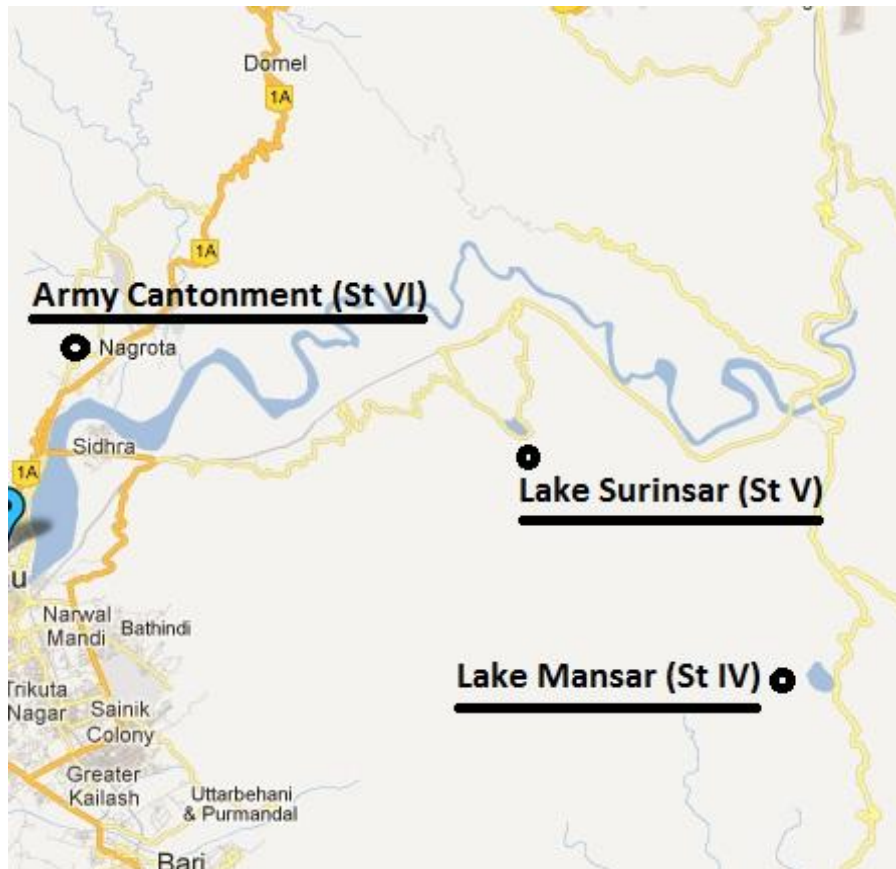 Domel
1A
1A
Army Cantonment (St VI)
Nagrota
Sidhra
1A
Lake Surinsar (St V)
u
Narwal
Mandi
Bathindi
Lake Mansar (St IV)
Trikuta
Nagar
Sainik
Colony
Greater
Kailash
Uttarbehani
& Purmandal
Bari